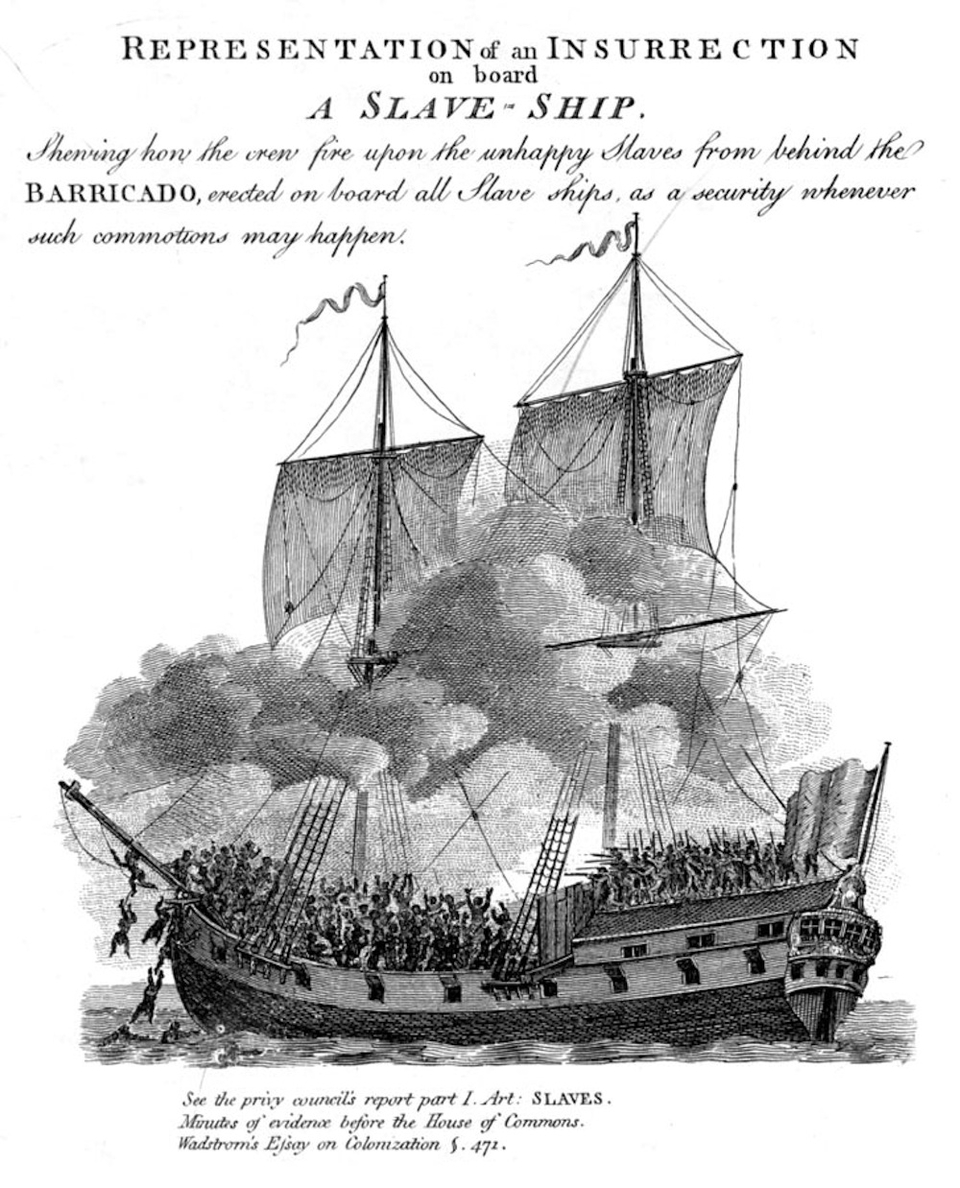 REPRESENTATION of an INSURRECTION
on board
A SLAVE-SHIP.
Shewing how the crew fire upon the unhappy Slaves from behind the
BARRICADO, erected on board all Slave ships, as a security whenever
such commotions may happen.
See the privy council's report part I. Art: SLAVES.
Minutes of evidence before the House of Commons.
Wadstrom's Eſsay on Colonization §. 471.